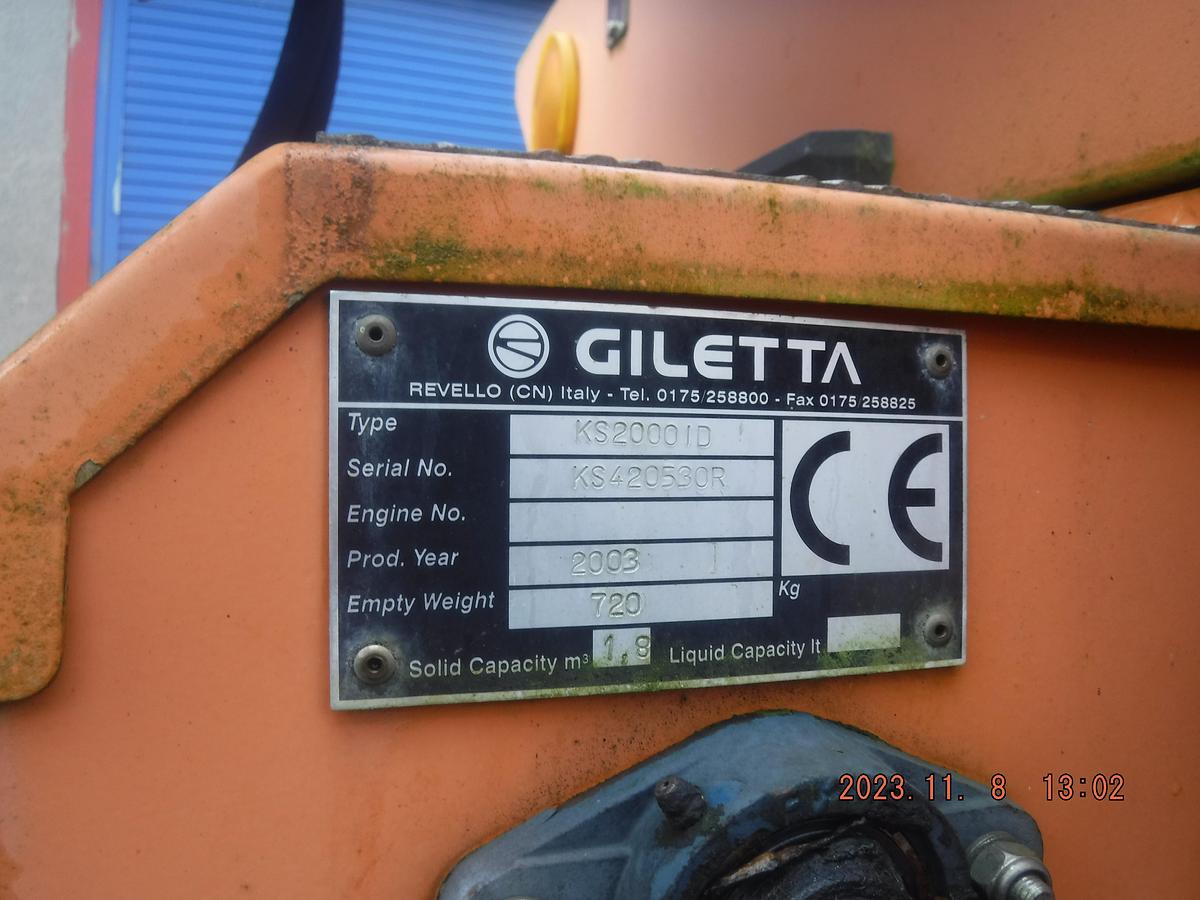 GILETTA
REVELLO (CN) Italy - Tel. 0175/258800 - Fax 0175/258825
Type KS2000ID
Serial No. KS420530R
Engine No.
Prod. Year 2003
Empty Weight 720 Kg
Solid Capacity m³ 1,8 Liquid Capacity lt
CE
2023.11. 8 13:02